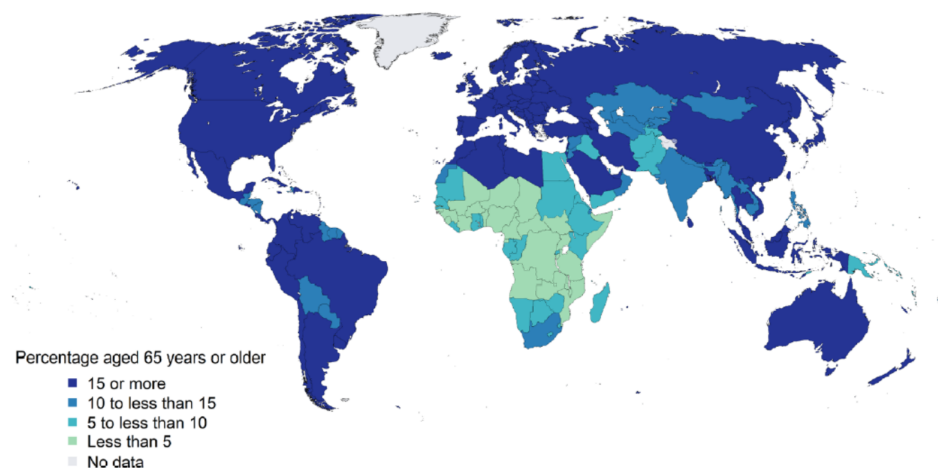 Percentage aged 65 years or older
15 or more
10 to less than 15
5 to less than 10
Less than 5
No data